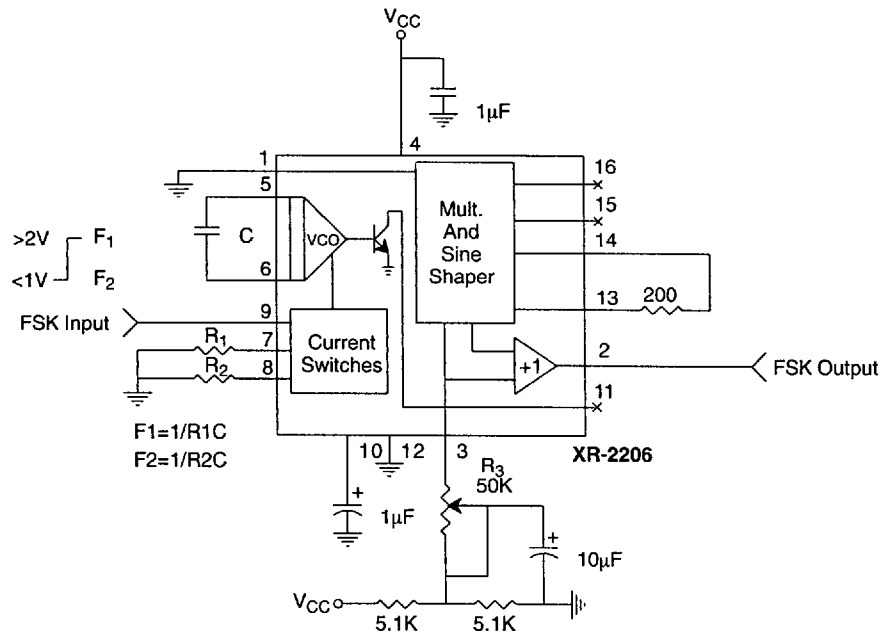 VCC
1µF
1
4
16
5
15
Mult.
And
Sine
Shaper
14
>2V F1
C
VCO
<1V F2
6
13
200
9
FSK Input
Current
Switches
R1
7
R2
8
+1
2
FSK Output
11
F1=1/R1C
F2=1/R2C
10
12
3
XR-2206
R3
50K
1µF
+
+
10µF
VCC
5.1K
5.1K